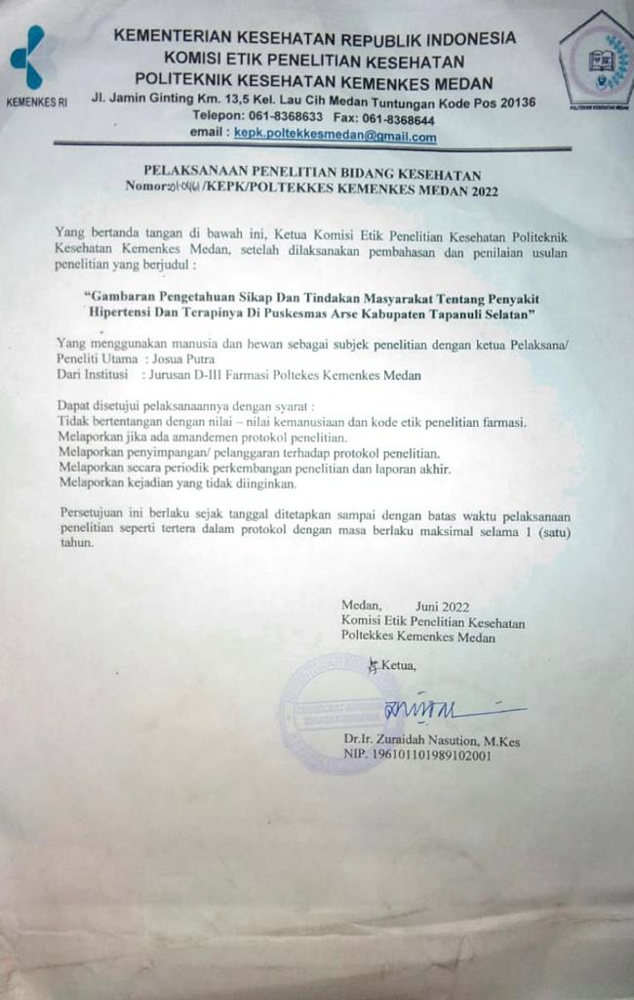 KEMENTERIAN KESEHATAN REPUBLIK INDONESIA
KOMISI ETIK PENELITIAN KESEHATAN
POLITEKNIK KESEHATAN KEMENKES MEDAN
Jl. Jamin Ginting Km. 13,5 Kel. Lau Cih Medan Tuntungan Kode Pos 20136
Telepon: 061-8368633 Fax: 061-8368644
email : kepk.poltekkesmedan@gmail.com
KEMENKES RI
POLITEKNIK KESEHATAN MEDAN
PELAKSANAAN PENELITIAN BIDANG KESEHATAN
Nomor: /KEPK/POLTEKKES KEMENKES MEDAN 2022
Yang bertanda tangan di bawah ini, Ketua Komisi Etik Penelitian Kesehatan Politeknik
Kesehatan Kemenkes Medan, setelah dilaksanakan pembahasan dan penilaian usulan
penelitian yang berjudul :
“Gambaran Pengetahuan Sikap Dan Tindakan Masyarakat Tentang Penyakit
Hipertensi Dan Terapinya Di Puskesmas Arse Kabupaten Tapanuli Selatan”
Yang menggunakan manusia dan hewan sebagai subjek penelitian dengan ketua Pelaksana/
Peneliti Utama : Josua Putra
Dari Institusi : Jurusan D-III Farmasi Poltekes Kemenkes Medan
Dapat disetujui pelaksanaannya dengan syarat :
Tidak bertentangan dengan nilai – nilai kemanusiaan dan kode etik penelitian farmasi.
Melaporkan jika ada amandemen protokol penelitian.
Melaporkan penyimpangan/ pelanggaran terhadap protokol penelitian.
Melaporkan secara periodik perkembangan penelitian dan laporan akhir.
Melaporkan kejadian yang tidak diinginkan.
Persetujuan ini berlaku sejak tanggal ditetapkan sampai dengan batas waktu pelaksanaan
penelitian seperti tertera dalam protokol dengan masa berlaku maksimal selama 1 (satu)
tahun.
Medan, Juni 2022
Komisi Etik Penelitian Kesehatan
Poltekkes Kemenkes Medan
Ketua,
Dr.Ir. Zuraidah Nasution, M.Kes
NIP. 196101101989102001